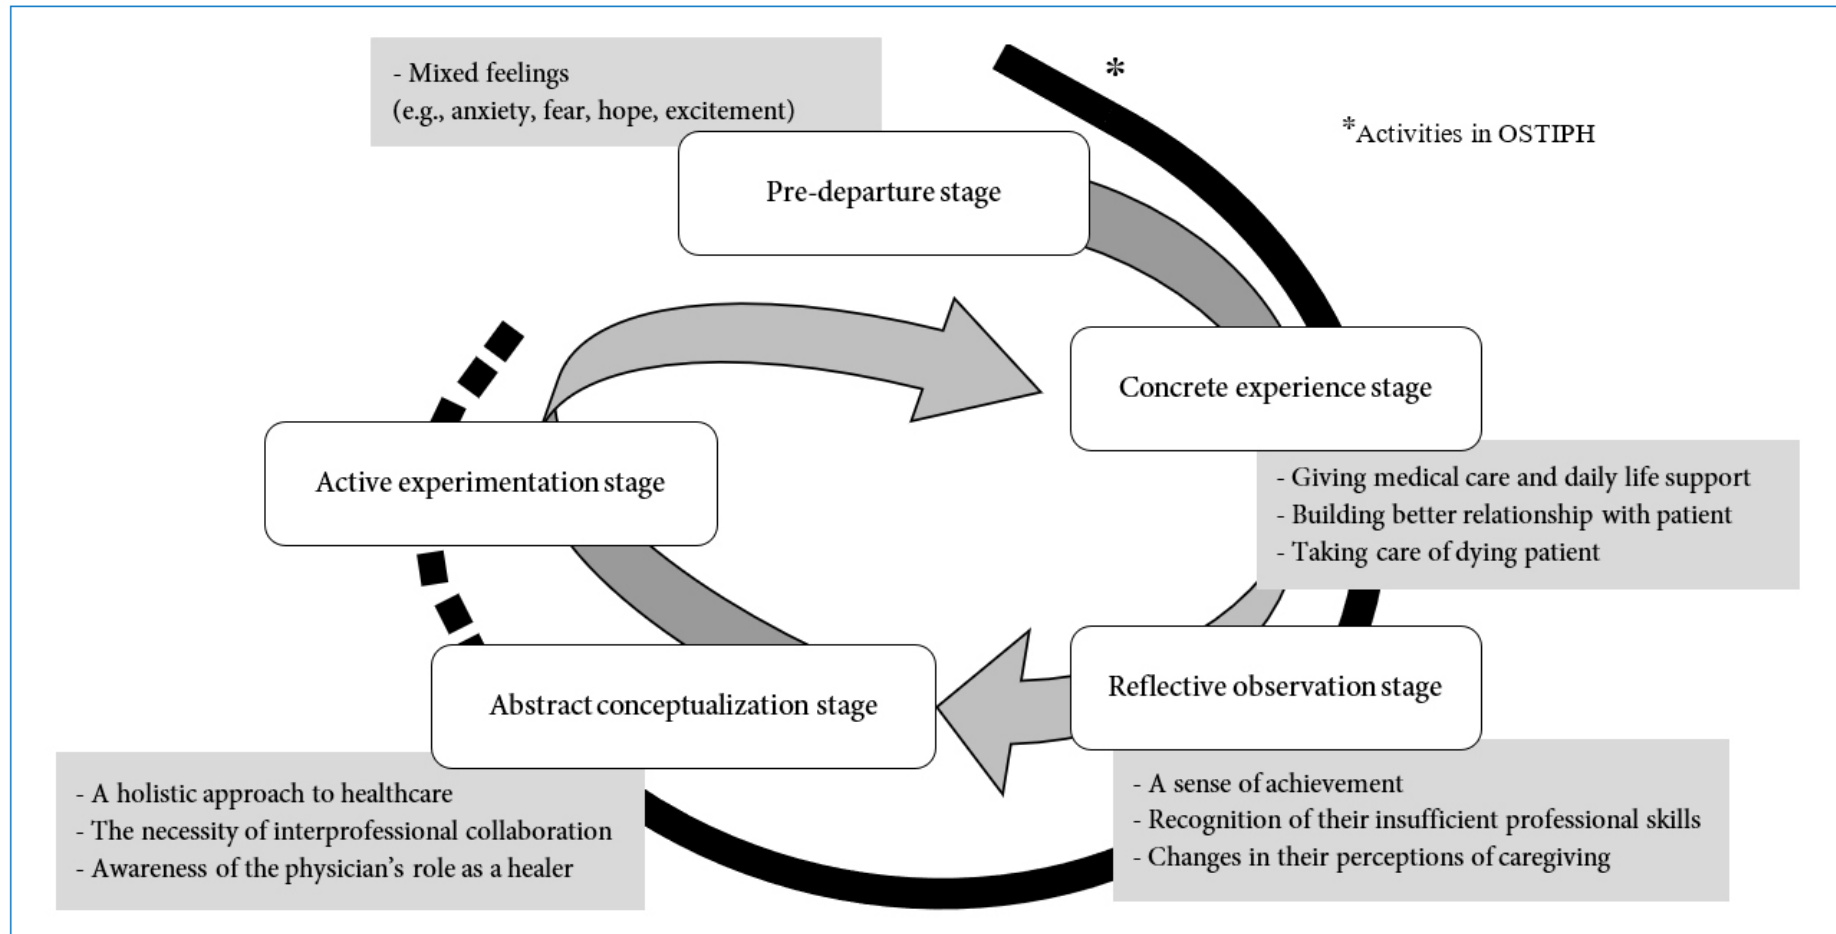 - Mixed feelings
(e.g., anxiety, fear, hope, excitement)
*
*Activities in OSTIPH
Pre-departure stage
Concrete experience stage
- Giving medical care and daily life support
- Building better relationship with patient
- Taking care of dying patient
Active experimentation stage
Reflective observation stage
- A sense of achievement
- Recognition of their insufficient professional skills
- Changes in their perceptions of caregiving
Abstract conceptualization stage
- A holistic approach to healthcare
- The necessity of interprofessional collaboration
- Awareness of the physician’s role as a healer